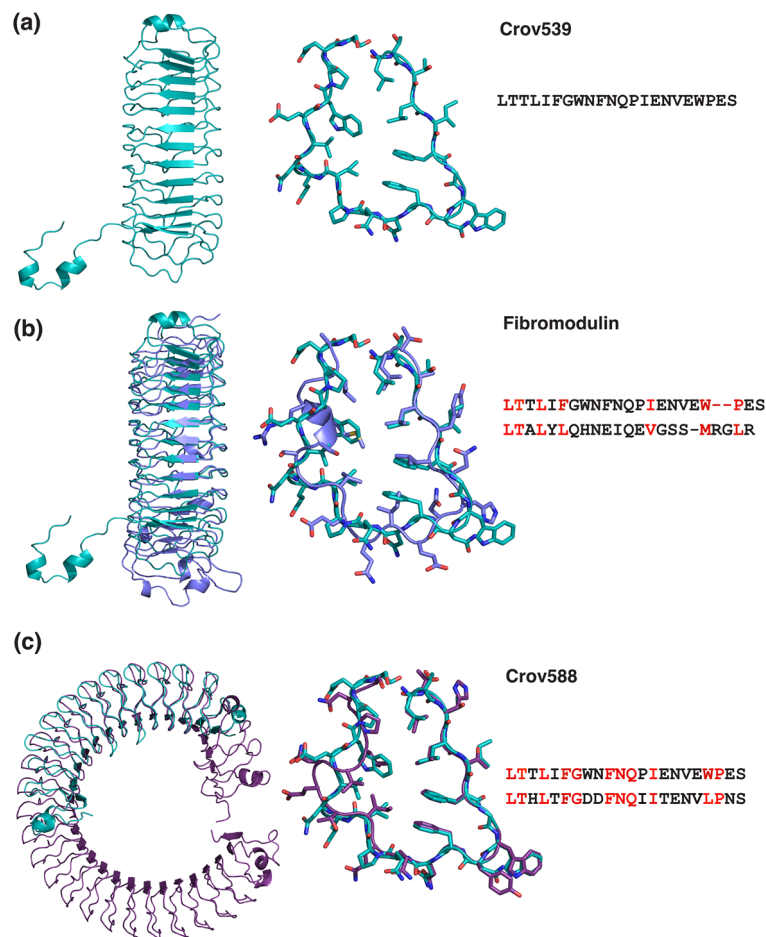 (a)
Crov539
LTTLIFGWNFNQPIENVEWPES
(b)
Fibromodulin
LTTLIFGWNFNQPIENVEW--PES
LTALYLQHNEIQEVGSS-MRGLR
(c)
Crov588
LTTLIFGWNFNQPIENVEWPES
LTHLTFGDDFNQIITENVLPNS